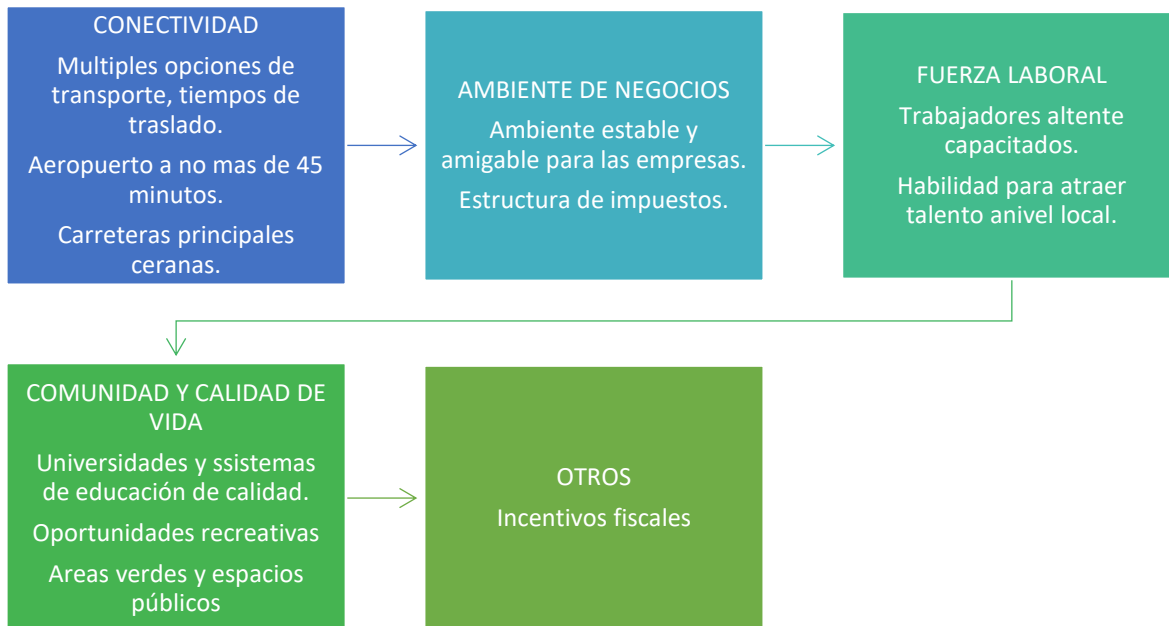 CONECTIVIDAD
Multiples opciones de
transporte, tiempos de
traslado.
Aeropuerto a no mas de 45
minutos.
Carreteras principales
ceranas.
AMBIENTE DE NEGOCIOS
Ambiente estable y
amigable para las empresas.
Estructura de impuestos.
FUERZA LABORAL
Trabajadores altente
capacitados.
Habilidad para atraer
talento anivel local.
COMUNIDAD Y CALIDAD DE
VIDA
Universidades y ssistemas
de educación de calidad.
Oportunidades recreativas
Areas verdes y espacios
públicos
OTROS
Incentivos fiscales